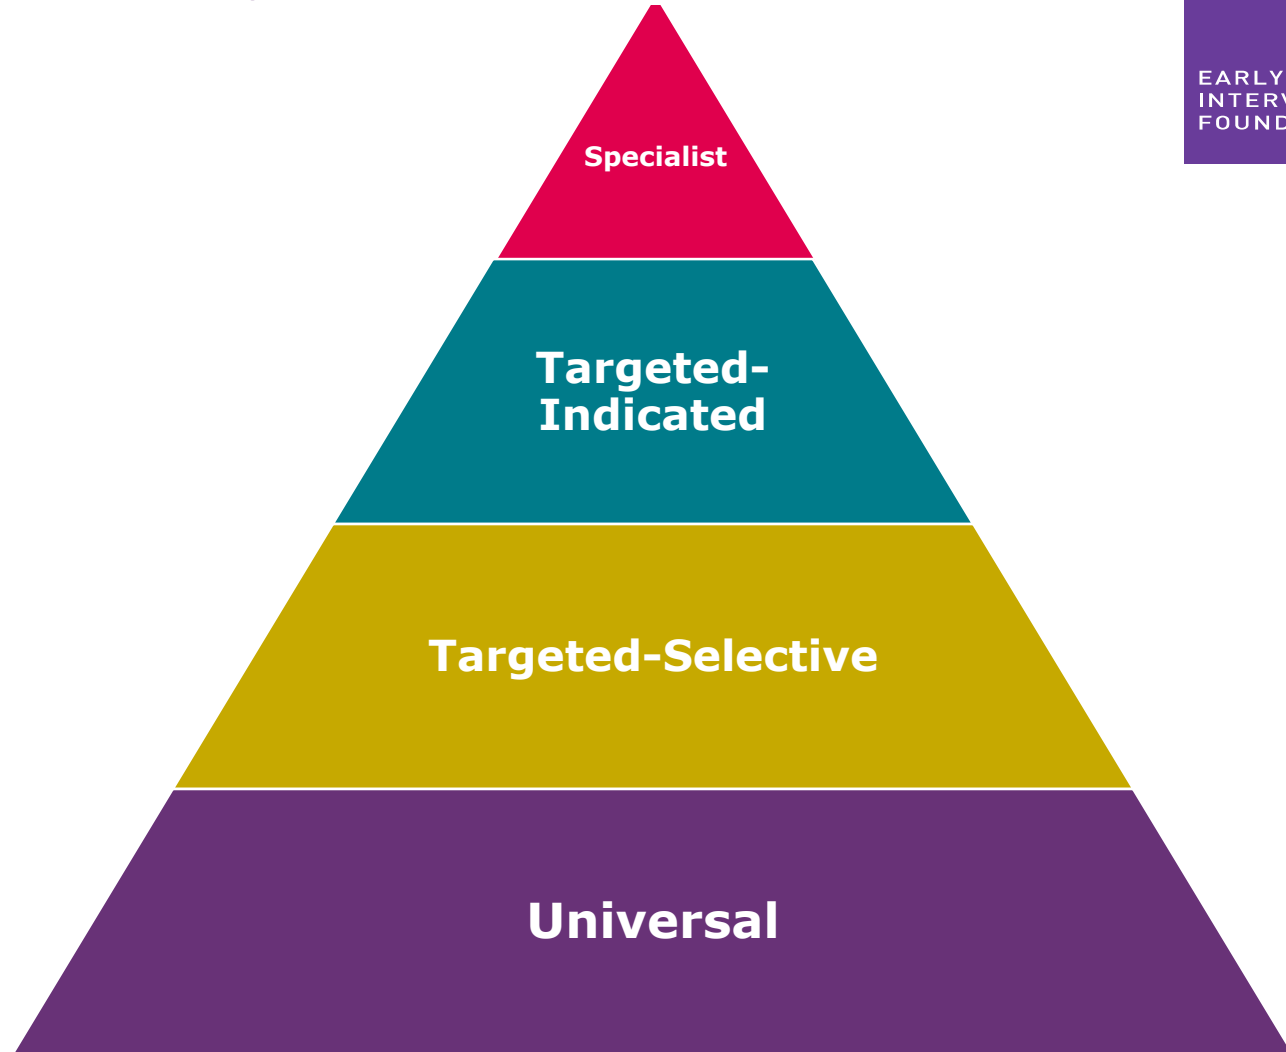 EARLY
INTERV
FOUND
Specialist
Targeted-
Indicated
Targeted-Selective
Universal